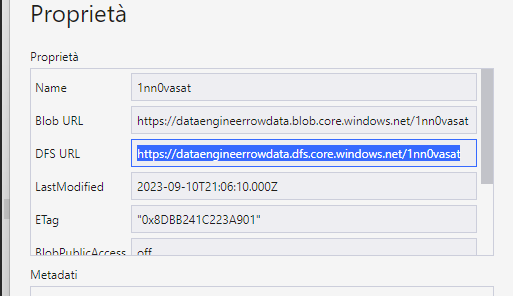 Proprietà
Proprietà
Name 1nn0vasat
Blob URL https://dataengineerrowdata.blob.core.windows.net/1nn0vasat
DFS URL https://dataengineerrowdata.dfs.core.windows.net/1nn0vasat
LastModified 2023-09-10T21:06:10.000Z
ETag "0x8DBB241C223A901"
BlobPublicAccess off
Metadati